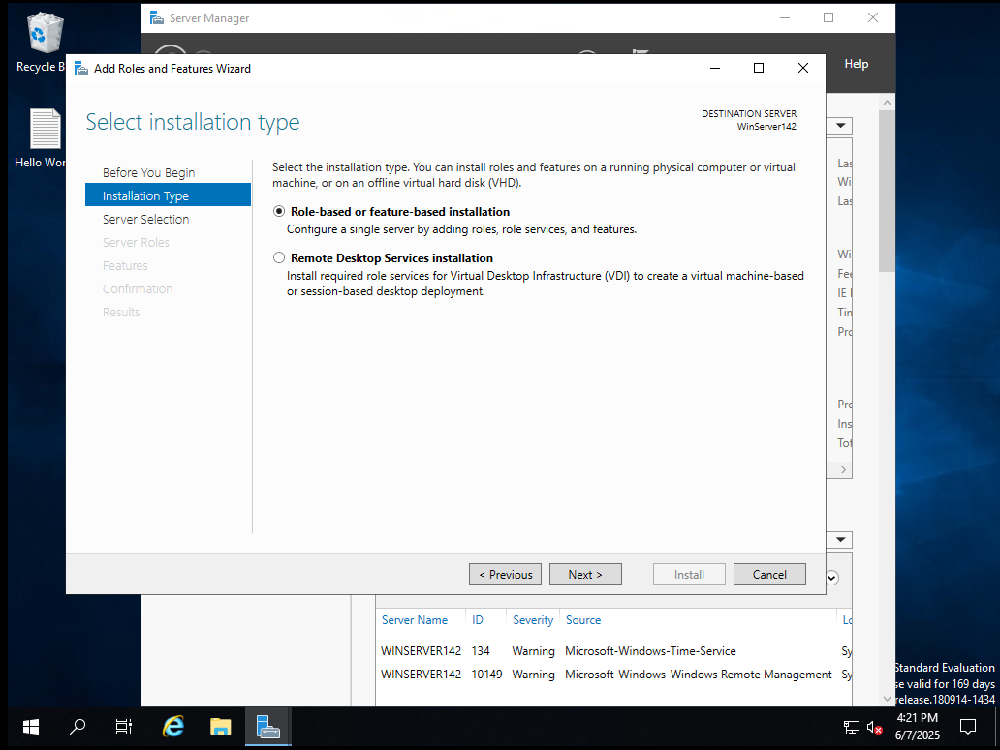 Recycle B
Hello Wor
Server Manager
Help
Add Roles and Features Wizard
Select installation type
DESTINATION SERVER
WinServer142
Before You Begin
Installation Type
Server Selection
Server Roles
Features
Confirmation
Results
Select the installation type. You can install roles and features on a running physical computer or virtual
machine, or on an offline virtual hard disk (VHD).
Role-based or feature-based installation
Configure a single server by adding roles, role services, and features.
Remote Desktop Services installation
Install required role services for Virtual Desktop Infrastructure (VDI) to create a virtual machine-based
or session-based desktop deployment.
< Previous
Next >
Install
Cancel
Las
Wi
Las
Wi
Fee
IE
Tin
Pro
Pro
Ins
Tot
Server Name ID Severity Source Lo
WINSERVER142 134 Warning Microsoft-Windows-Time-Service Sy
WINSERVER142 10149 Warning Microsoft-Windows-Windows Remote Management Sy
Standard Evaluation
se valid for 169 days
release.180914-1434
4:21 PM
6/7/2025